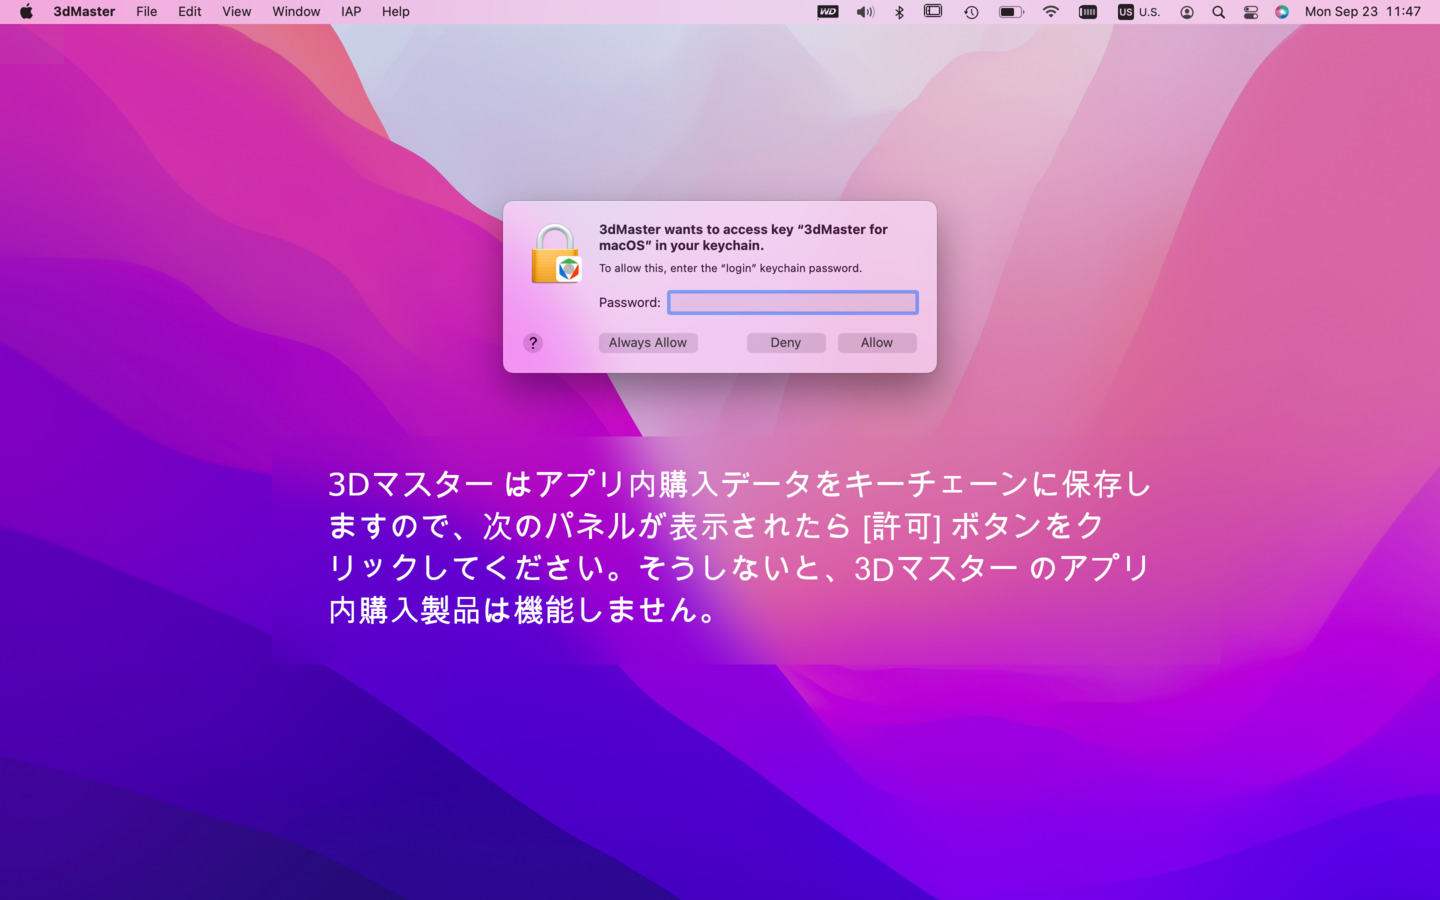 3dMaster File Edit View Window IAP Help WD US U.S. Mon Sep 23 11:47
3dMaster wants to access key “3dMaster for
macOS” in your keychain.
To allow this, enter the “login” keychain password.
Password:
? Always Allow Deny Allow
3Dマスター はアプリ内購入データをキーチェーンに保存し
ますので、次のパネルが表示されたら [許可] ボタンをク
リックしてください。そうしないと、3Dマスター のアプリ
内購入製品は機能しません。